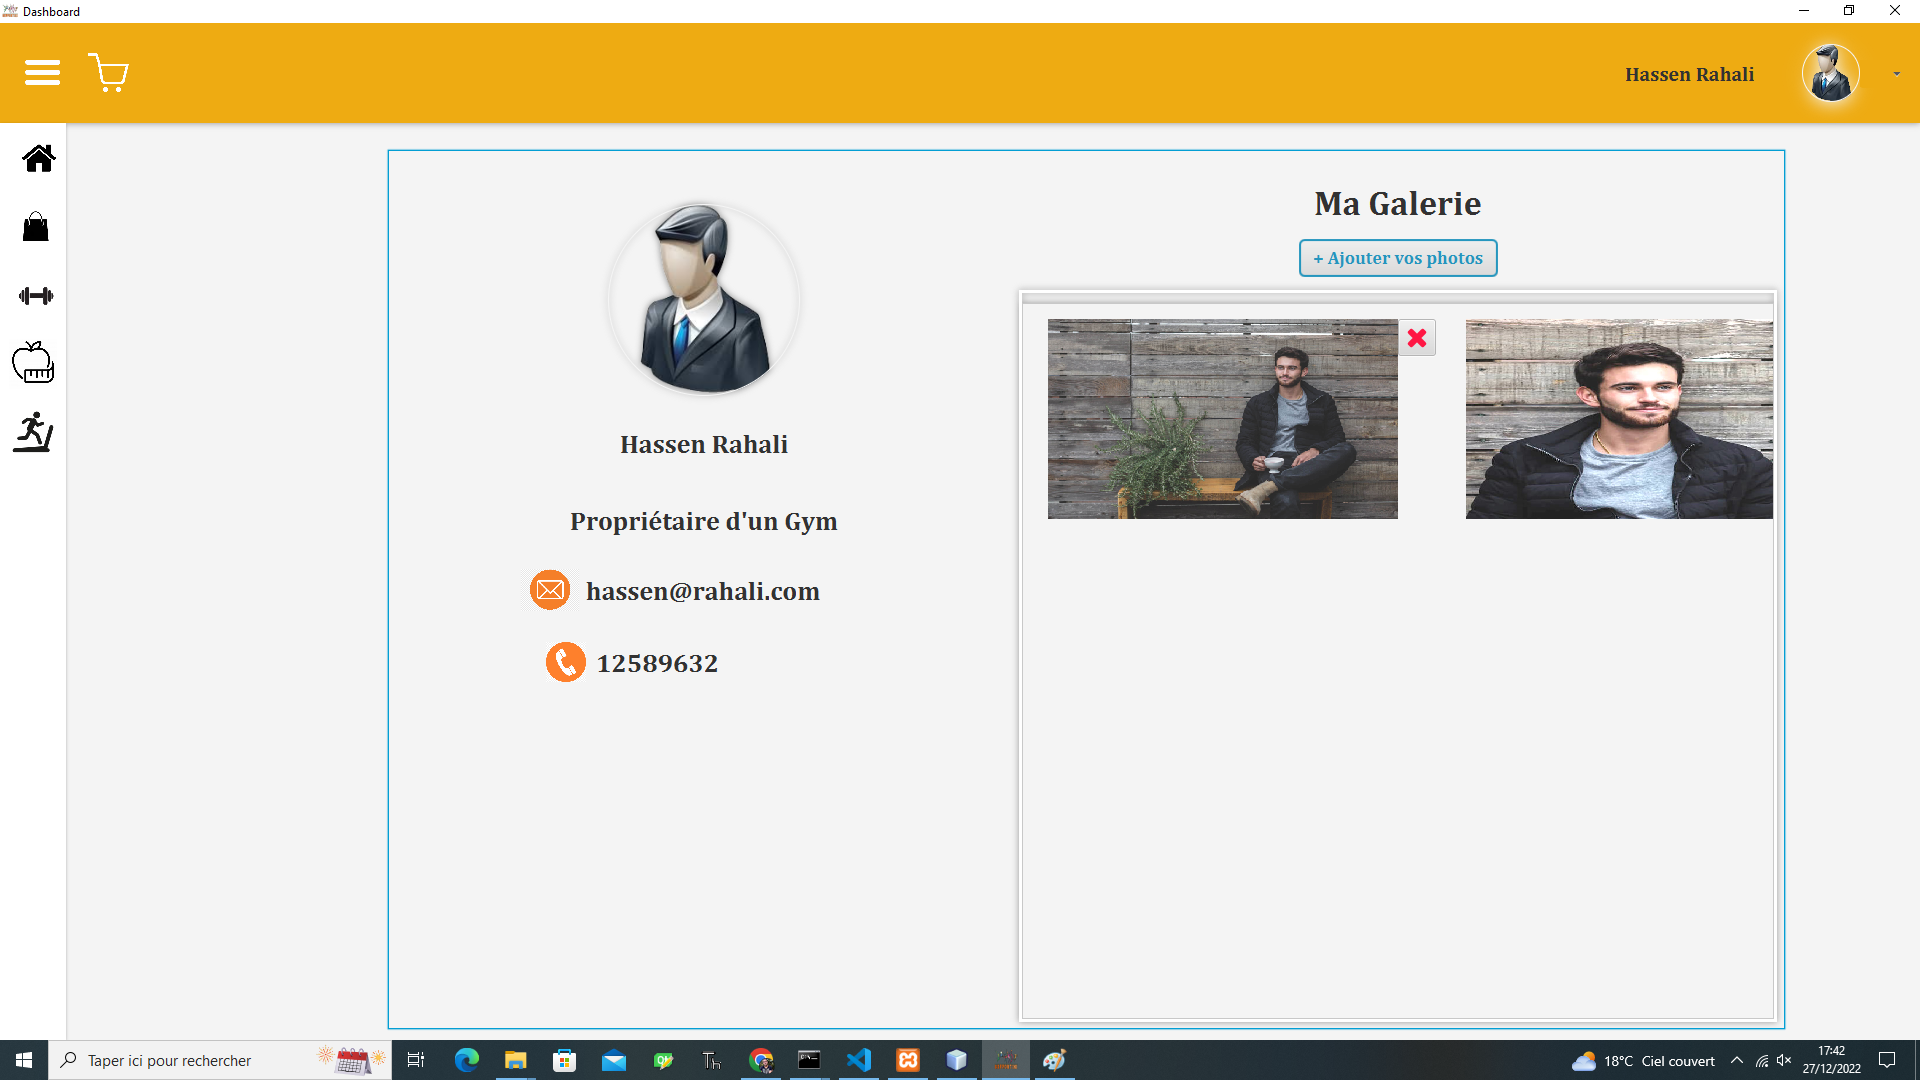 Dashboard
Hassen Rahali
Ma Galerie
+ Ajouter vos photos
Hassen Rahali
Propriétaire d'un Gym
hassen@rahali.com
12589632
Taper ici pour rechercher
18°C Ciel couvert
17:42
27/12/2022